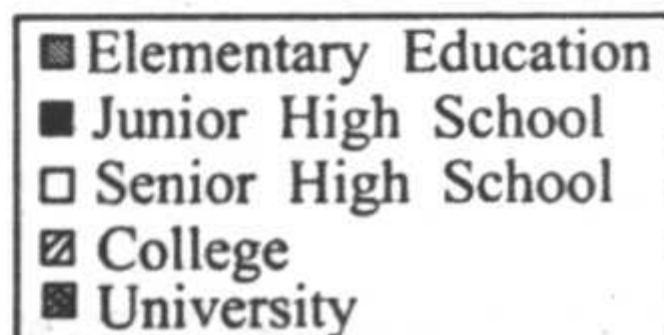 Elementary Education
Junior High School
Senior High School
College
University